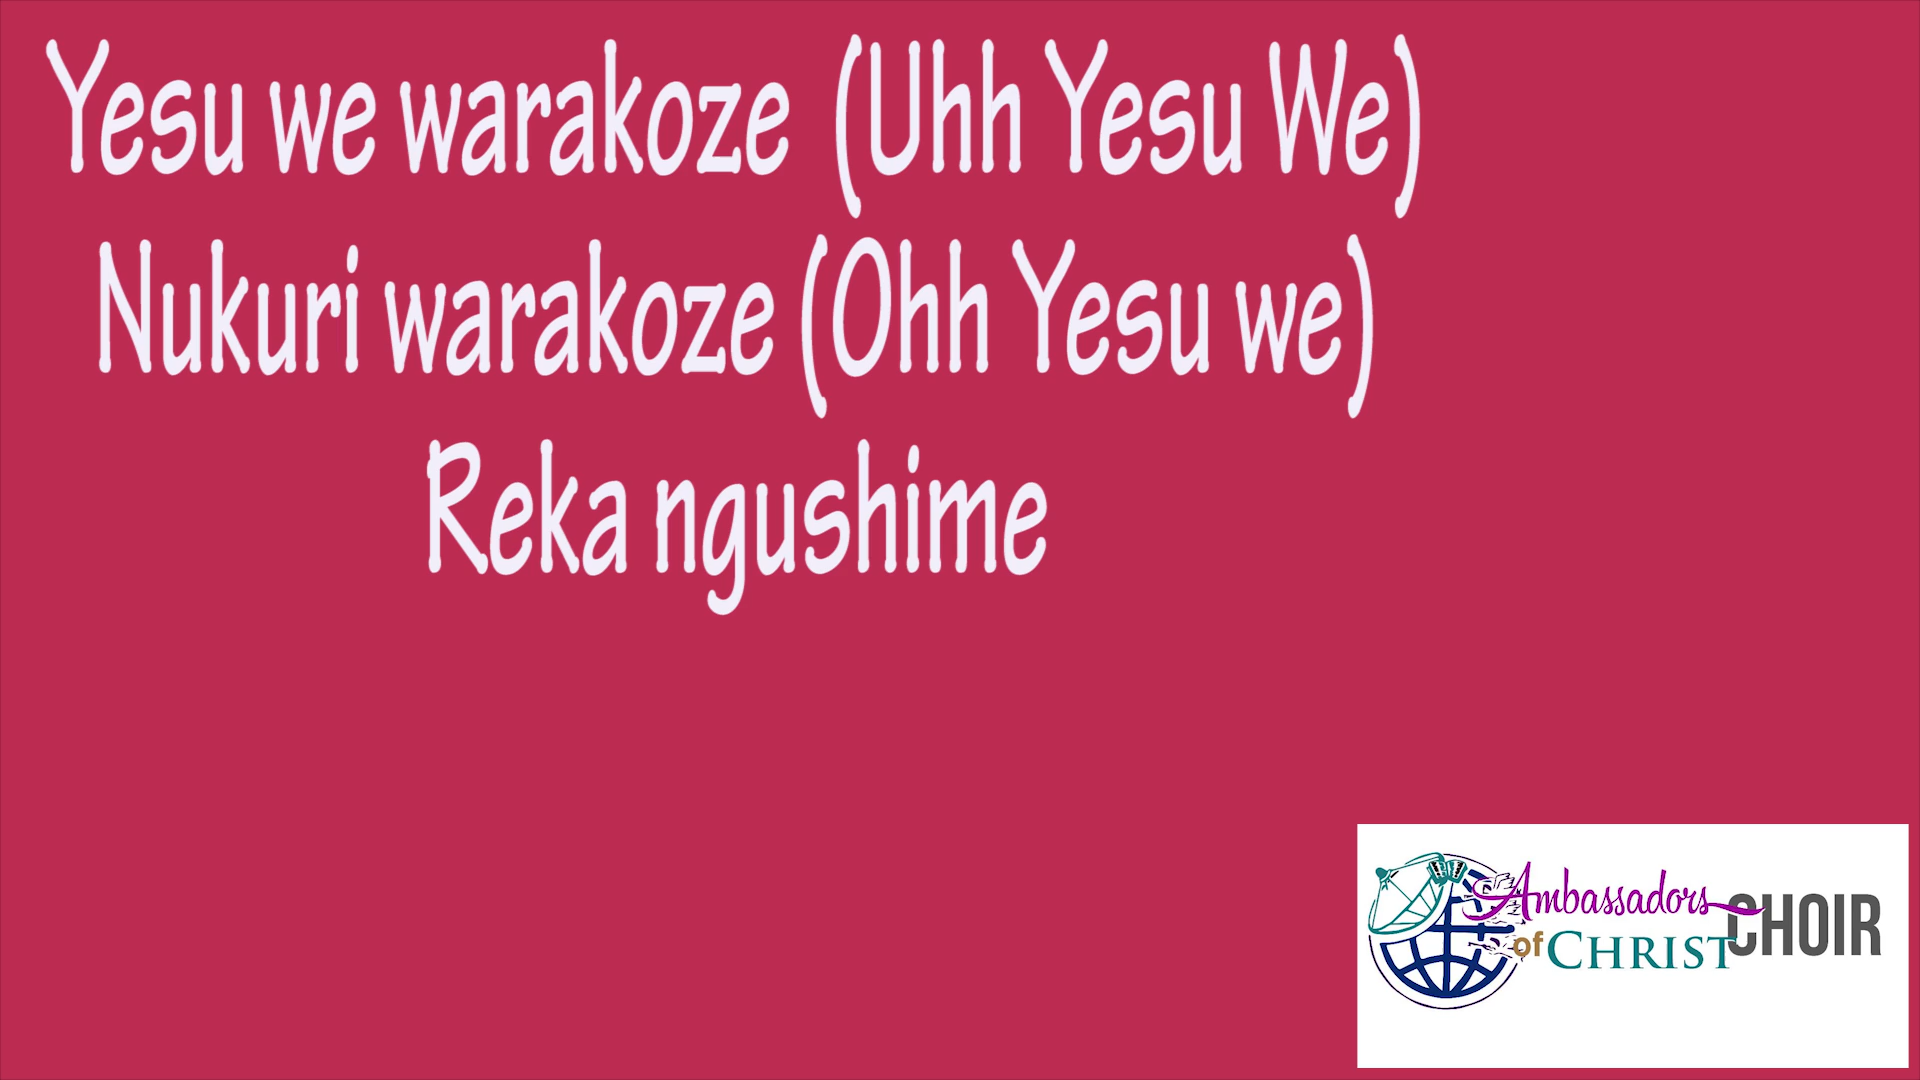 Yesu we warakoze (Uhh Yesu We)
Nukuri warakoze (Ohh Yesu we)
Reka ngushime
Ambassadors
of CHRIST
CHOIR